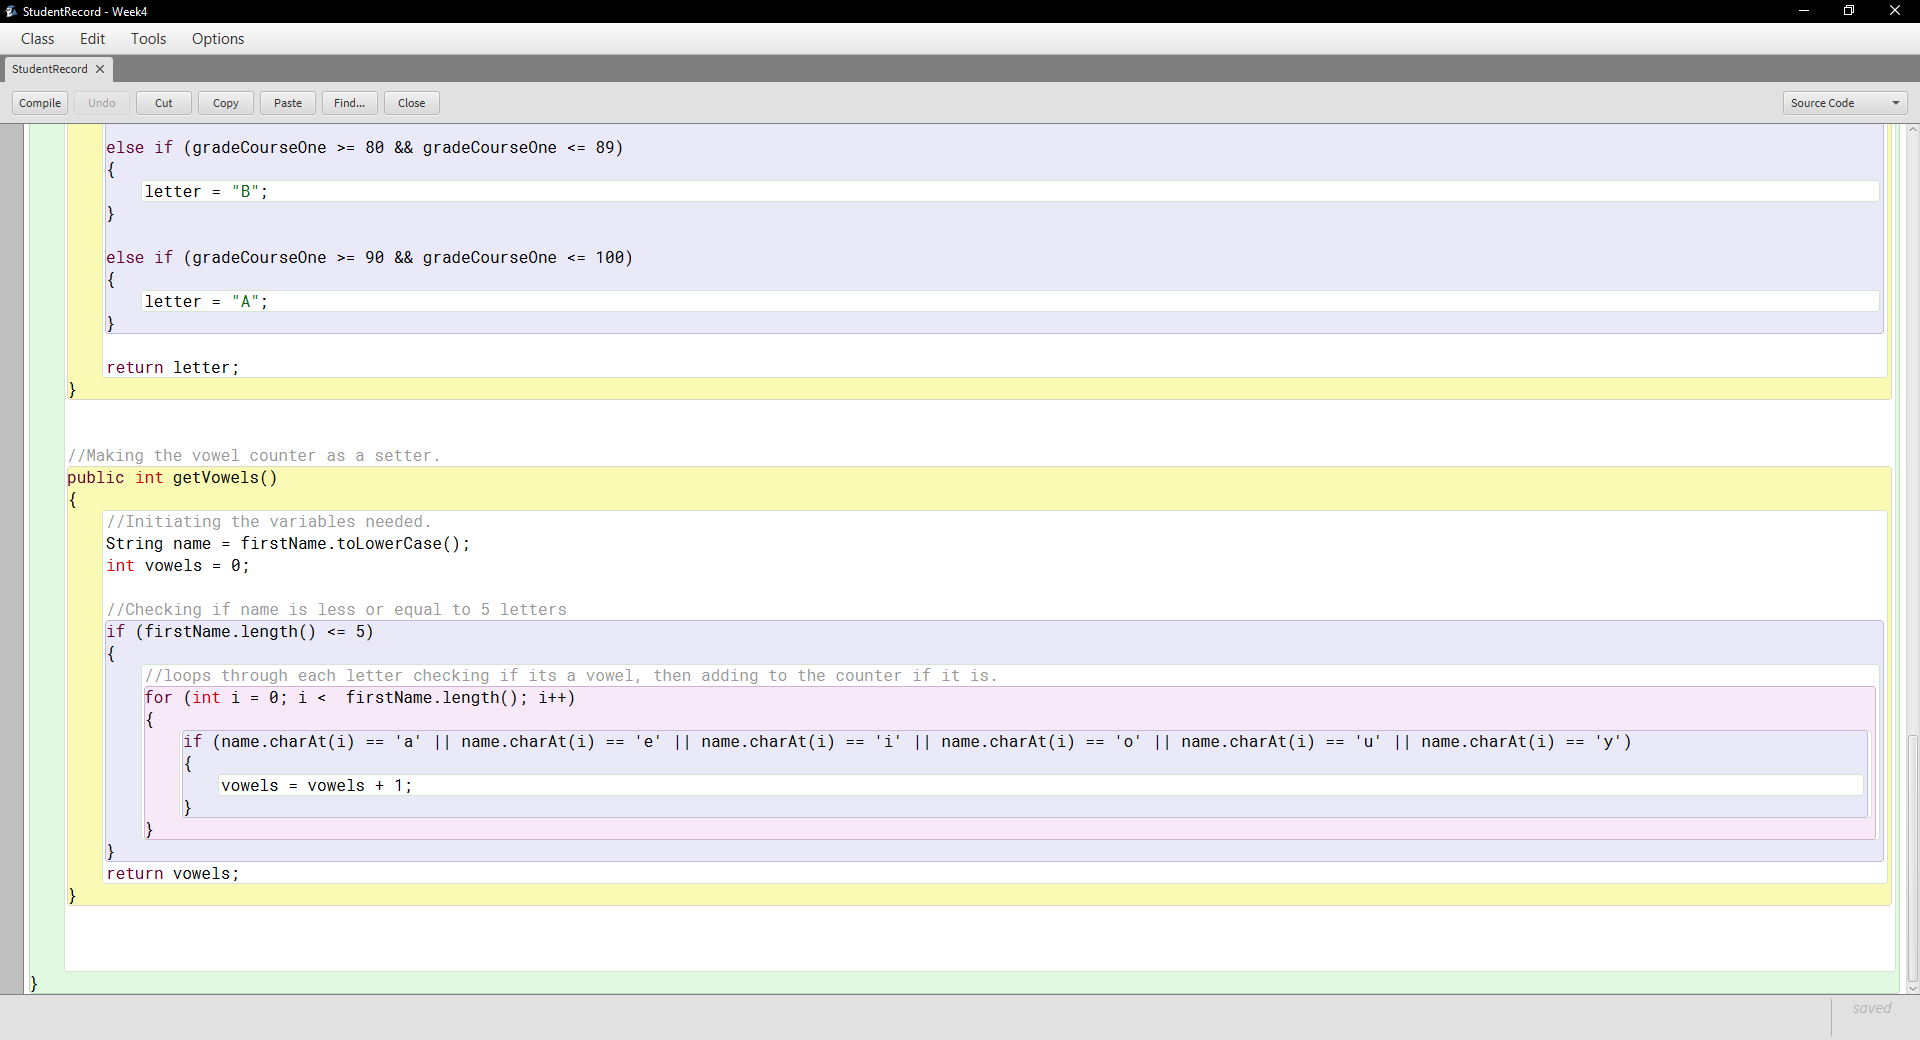 StudentRecord - Week4
Class Edit Tools Options
StudentRecord
Compile Undo Cut Copy Paste Find... Close Source Code
else if (gradeCourseOne >= 80 && gradeCourseOne <= 89)
{
letter = "B";
}
else if (gradeCourseOne >= 90 && gradeCourseOne <= 100)
{
letter = "A";
}
return letter;
}
//Making the vowel counter as a setter.
public int getVowels()
{
//Initiating the variables needed.
String name = firstName.toLowerCase();
int vowels = 0;
//Checking if name is less or equal to 5 letters
if (firstName.length() <= 5)
{
//loops through each letter checking if its a vowel, then adding to the counter if it is.
for (int i = 0; i <  firstName.length(); i++)
{
if (name.charAt(i) == 'a' || name.charAt(i) == 'e' || name.charAt(i) == 'i' || name.charAt(i) == 'o' || name.charAt(i) == 'u' || name.charAt(i) == 'y')
{
vowels = vowels + 1;
}
}
}
return vowels;
}
}
saved